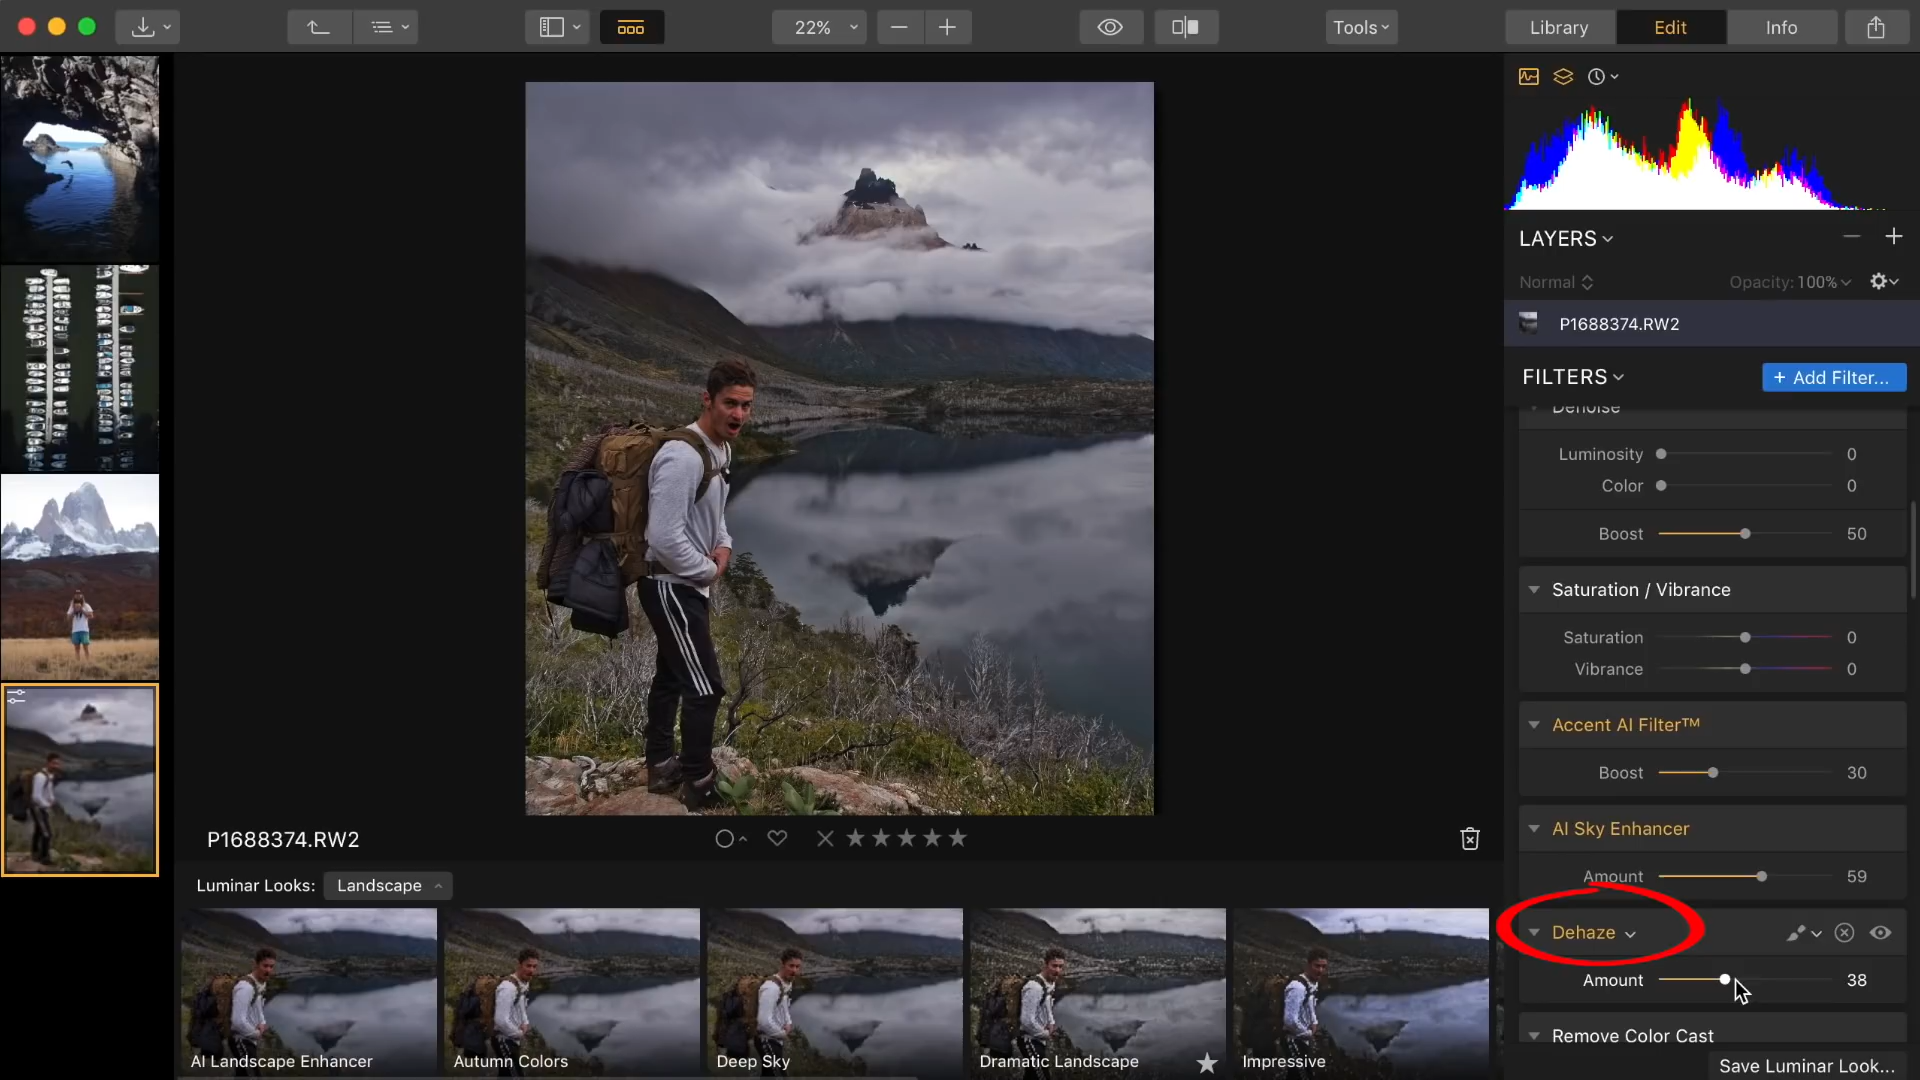 22%
Tools
Library
Edit
Info
LAYERS
Normal
Opacity: 100%
P1688374.RW2
FILTERS
+ Add Filter...
Denoise
Luminosity 0
Color 0
Boost 50
Saturation / Vibrance
Saturation 0
Vibrance 0
Accent AI Filter™
Boost 30
AI Sky Enhancer
Amount 59
Dehaze
Amount 38
Remove Color Cast
Save Luminar Look...
P1688374.RW2
Luminar Looks: Landscape
AI Landscape Enhancer
Autumn Colors
Deep Sky
Dramatic Landscape
Impressive